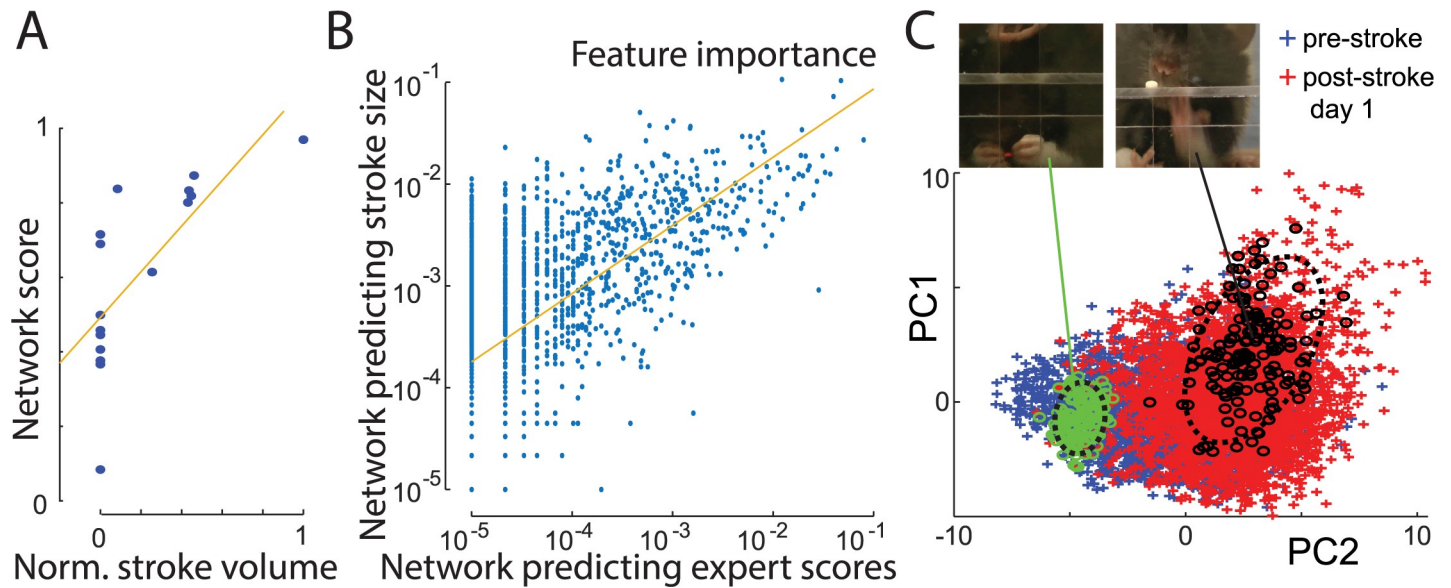 A
Network score
1
0
0
1
Norm. stroke volume
B
Feature importance
Network predicting stroke size
10^-1
10^-2
10^-3
10^-4
10^-5
10^-5
10^-4
10^-3
10^-2
10^-1
Network predicting expert scores
C
+ pre-stroke
+ post-stroke
day 1
PC1
10
0
-10
0
10
PC2